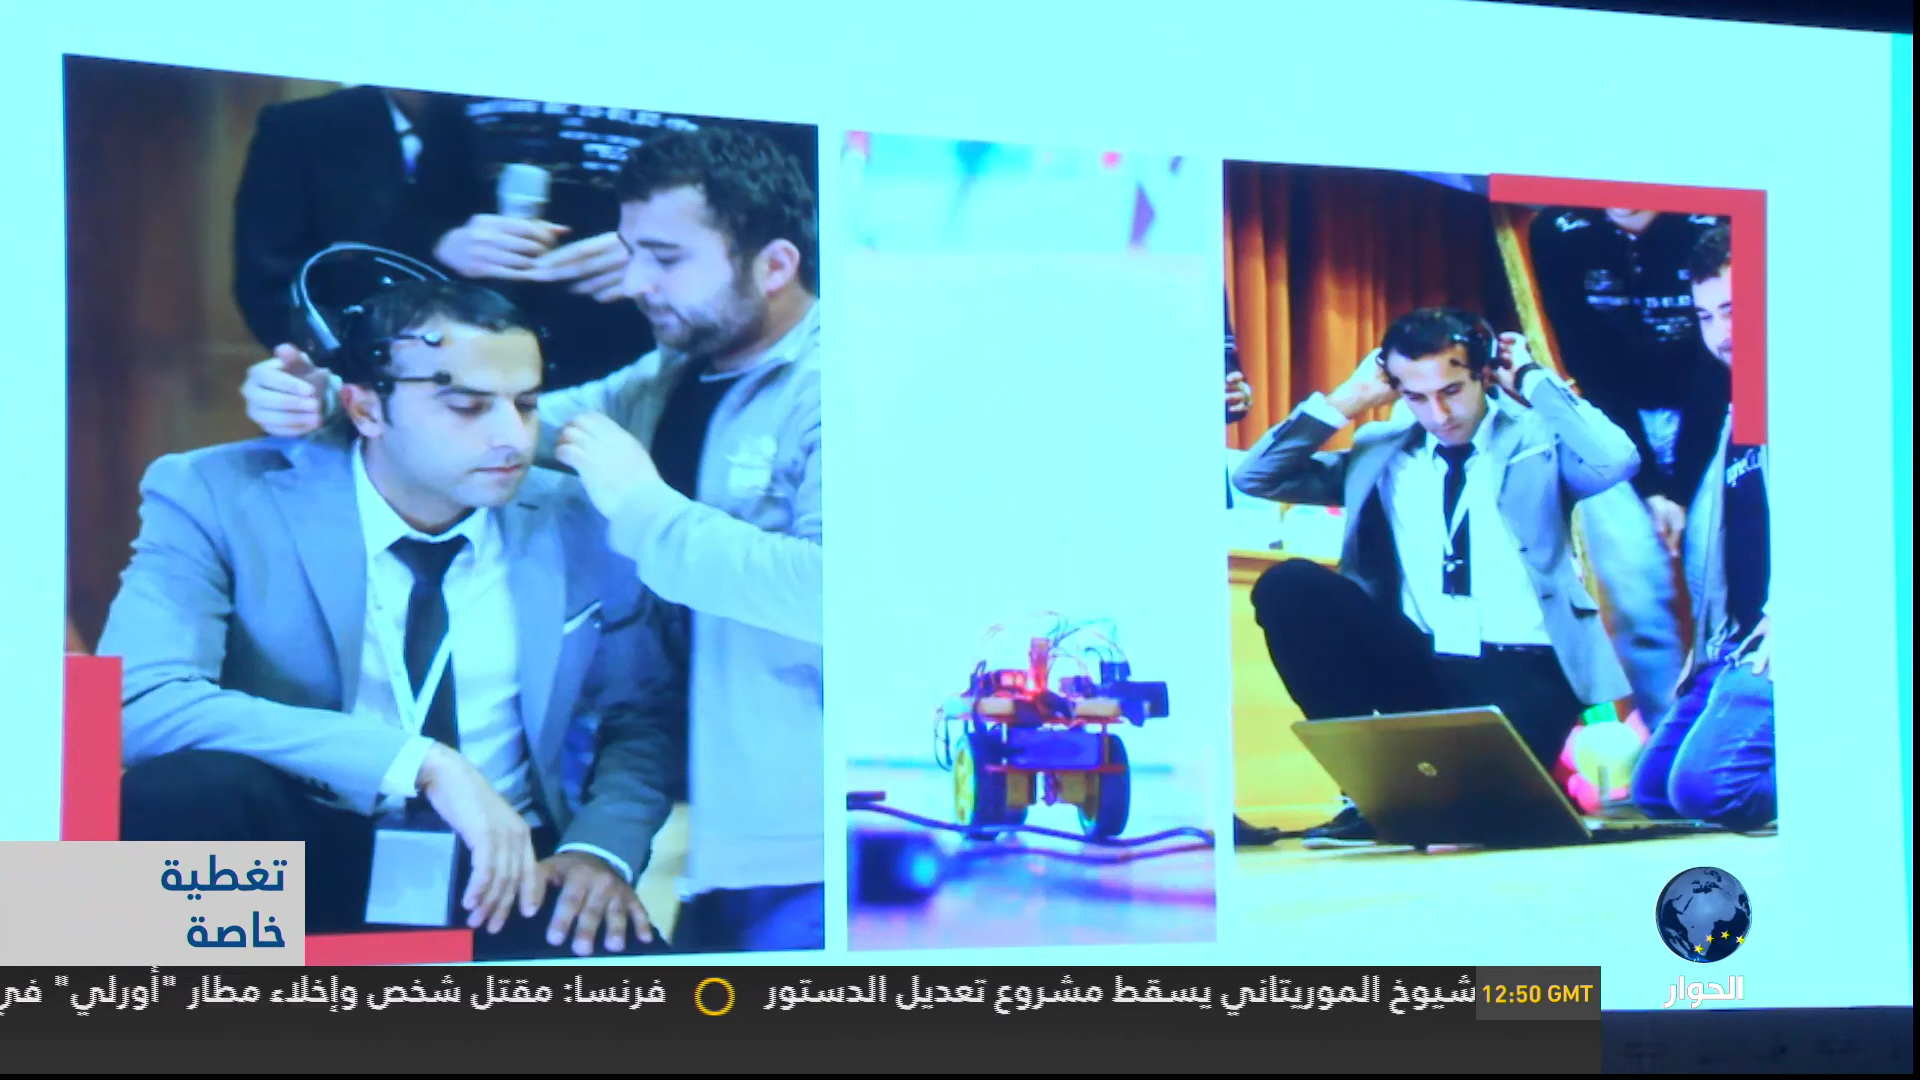 تغطية
خاصة
شيوخ الموريتاني يسقط مشروع تعديل الدستور
فرنسا: مقتل شخص وإخلاء مطار "أورلي" في
12:50 GMT
الحوار